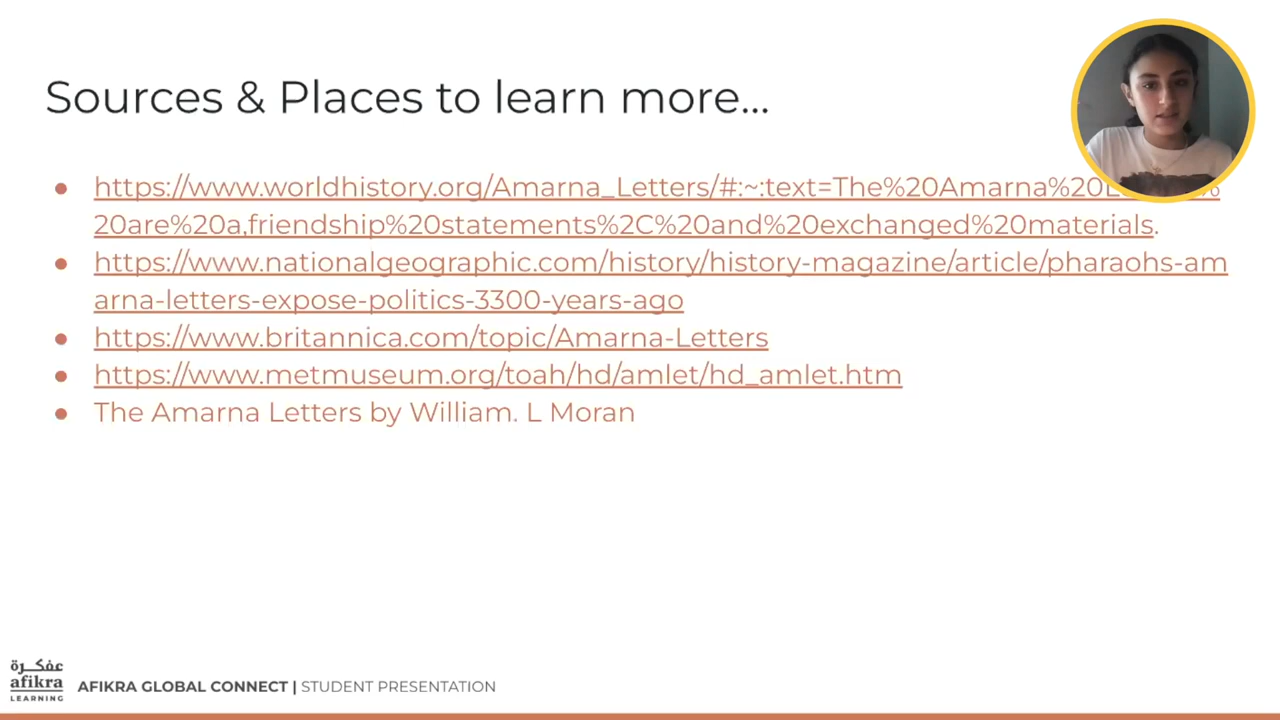 Sources & Places to learn more...
https://www.worldhistory.org/Amarna_Letters/#:~:text=The%20Amarna%20
20are%20a,friendship%20statements%2C%20and%20exchanged%20materials.
https://www.nationalgeographic.com/history/history-magazine/article/pharaohs-am
arna-letters-expose-politics-3300-years-ago
https://www.britannica.com/topic/Amarna-Letters
https://www.metmuseum.org/toah/hd/amlet/hd_amlet.htm
The Amarna Letters by William. L Moran
عفكرة
afikra
LEARNING
AFIKRA GLOBAL CONNECT | STUDENT PRESENTATION